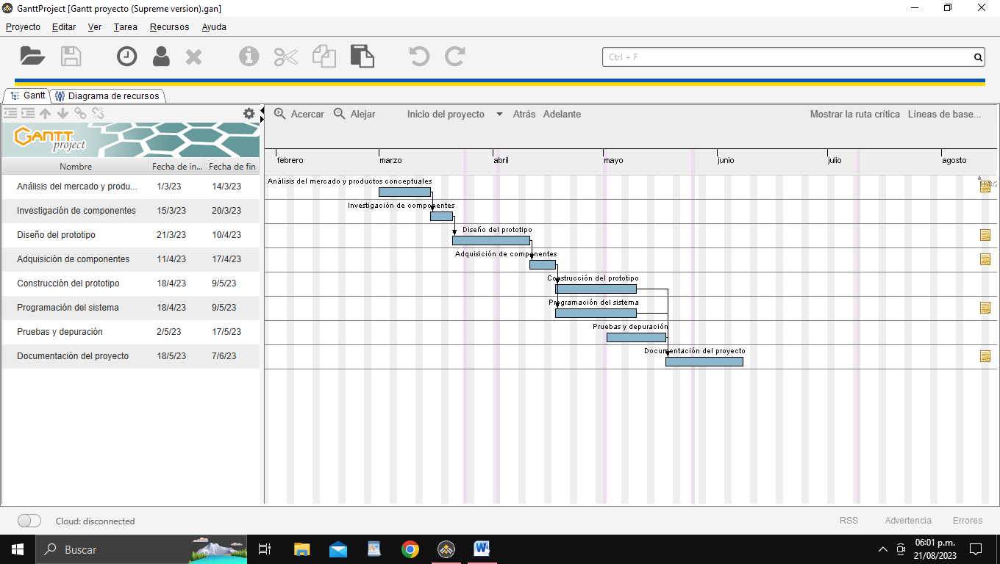 GanttProject [Gantt proyecto (Supreme version).gan]
Proyecto Editar Ver Tarea Recursos Ayuda
Ctrl + F
Gantt Diagrama de recursos
Acercar Alejar Inicio del proyecto Atrás Adelante Mostrar la ruta crítica Líneas de base...
GANTT
project
febrero marzo abril mayo junio julio agosto
Nombre Fecha de in... Fecha de fin
Análisis del mercado y productos conceptuales
Análisis del mercado y produ... 1/3/23 14/3/23
Investigación de componentes
Investigación de componentes 15/3/23 20/3/23
Diseño del prototipo
Diseño del prototipo 21/3/23 10/4/23
Adquisición de componentes
Adquisición de componentes 11/4/23 17/4/23
Construcción del prototipo
Construcción del prototipo 18/4/23 9/5/23
Programación del sistema
Programación del sistema 18/4/23 9/5/23
Pruebas y depuración
Pruebas y depuración 2/5/23 17/5/23
Documentación del proyecto
Documentación del proyecto 18/5/23 7/6/23
Cloud: disconnected RSS Advertencia Errores
Buscar
06:01 p.m.
21/08/2023